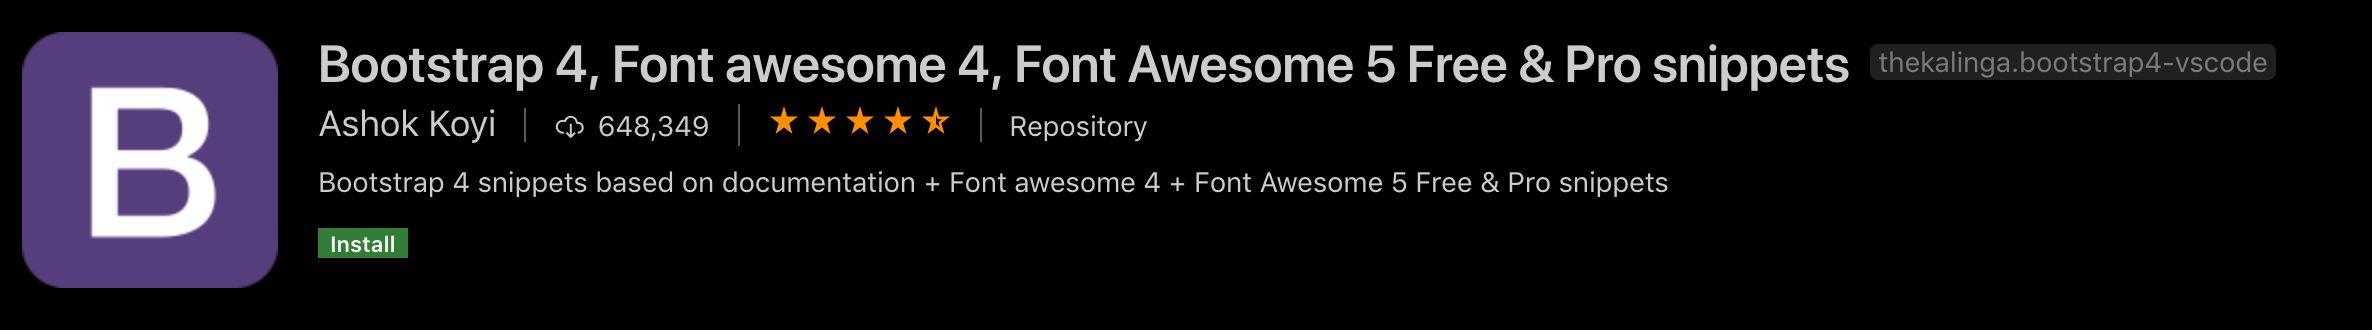 B
Bootstrap 4, Font awesome 4, Font Awesome 5 Free & Pro snippets thekalinga.bootstrap4-vscode
Ashok Koyi 648,349 Repository
Bootstrap 4 snippets based on documentation + Font awesome 4 + Font Awesome 5 Free & Pro snippets
Install